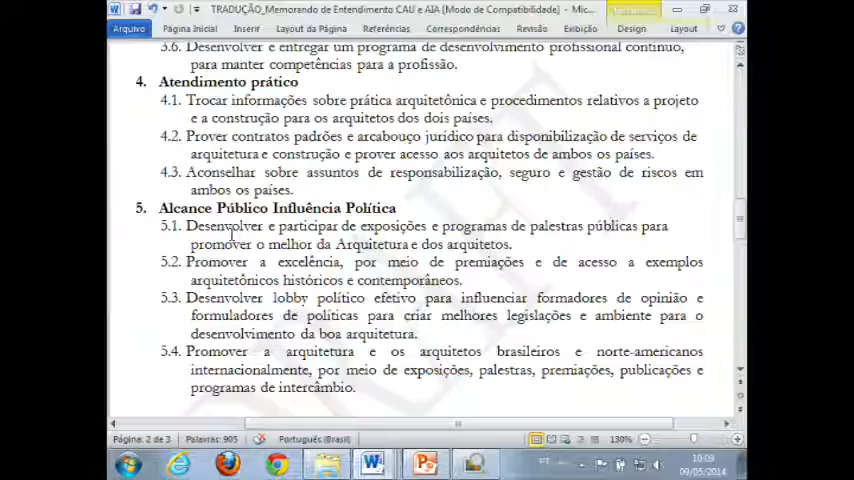 TRADUÇÃO_Memorando de Entendimento CAU e AIA [Modo de Compatibilidade] - Mic...
Arquivo Página Inicial Inserir Layout da Página Referências Correspondências Revisão Exibição Design Layout
3.6. Desenvolver e entregar um programa de desenvolvimento profissional contínuo,
para manter competências para a profissão.
4. Atendimento prático
4.1. Trocar informações sobre prática arquitetônica e procedimentos relativos a projeto
e a construção para os arquitetos dos dois países.
4.2. Prover contratos padrões e arcabouço jurídico para disponibilização de serviços de
arquitetura e construção e prover acesso aos arquitetos de ambos os países.
4.3. Aconselhar sobre assuntos de responsabilização, seguro e gestão de riscos em
ambos os países.
5. Alcance Público Influência Política
5.1. Desenvolver e participar de exposições e programas de palestras públicas para
promover o melhor da Arquitetura e dos arquitetos.
5.2. Promover a excelência, por meio de premiações e de acesso a exemplos
arquitetônicos históricos e contemporâneos.
5.3. Desenvolver lobby político efetivo para influenciar formadores de opinião e
formuladores de políticas para criar melhores legislações e ambiente para o
desenvolvimento da boa arquitetura.
5.4. Promover a arquitetura e os arquitetos brasileiros e norte-americanos
internacionalmente, por meio de exposições, palestras, premiações, publicações e
programas de intercâmbio.
Página: 2 de 3 Palavras: 905 Português (Brasil) 130%
PT 10:09
09/05/2014